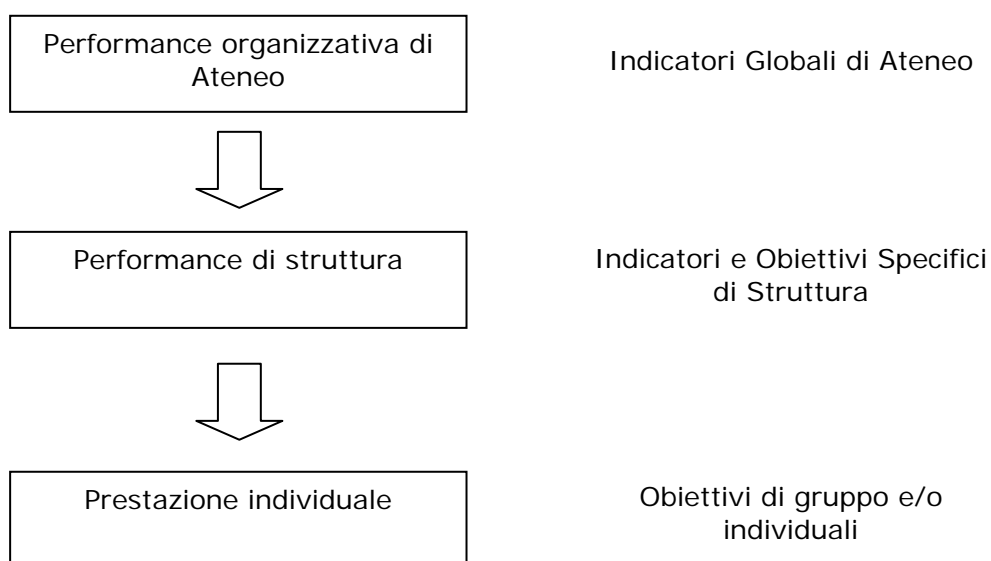 Performance organizzativa di
Ateneo
Indicatori Globali di Ateneo
Performance di struttura
Indicatori e Obiettivi Specifici
di Struttura
Prestazione individuale
Obiettivi di gruppo e/o
individuali